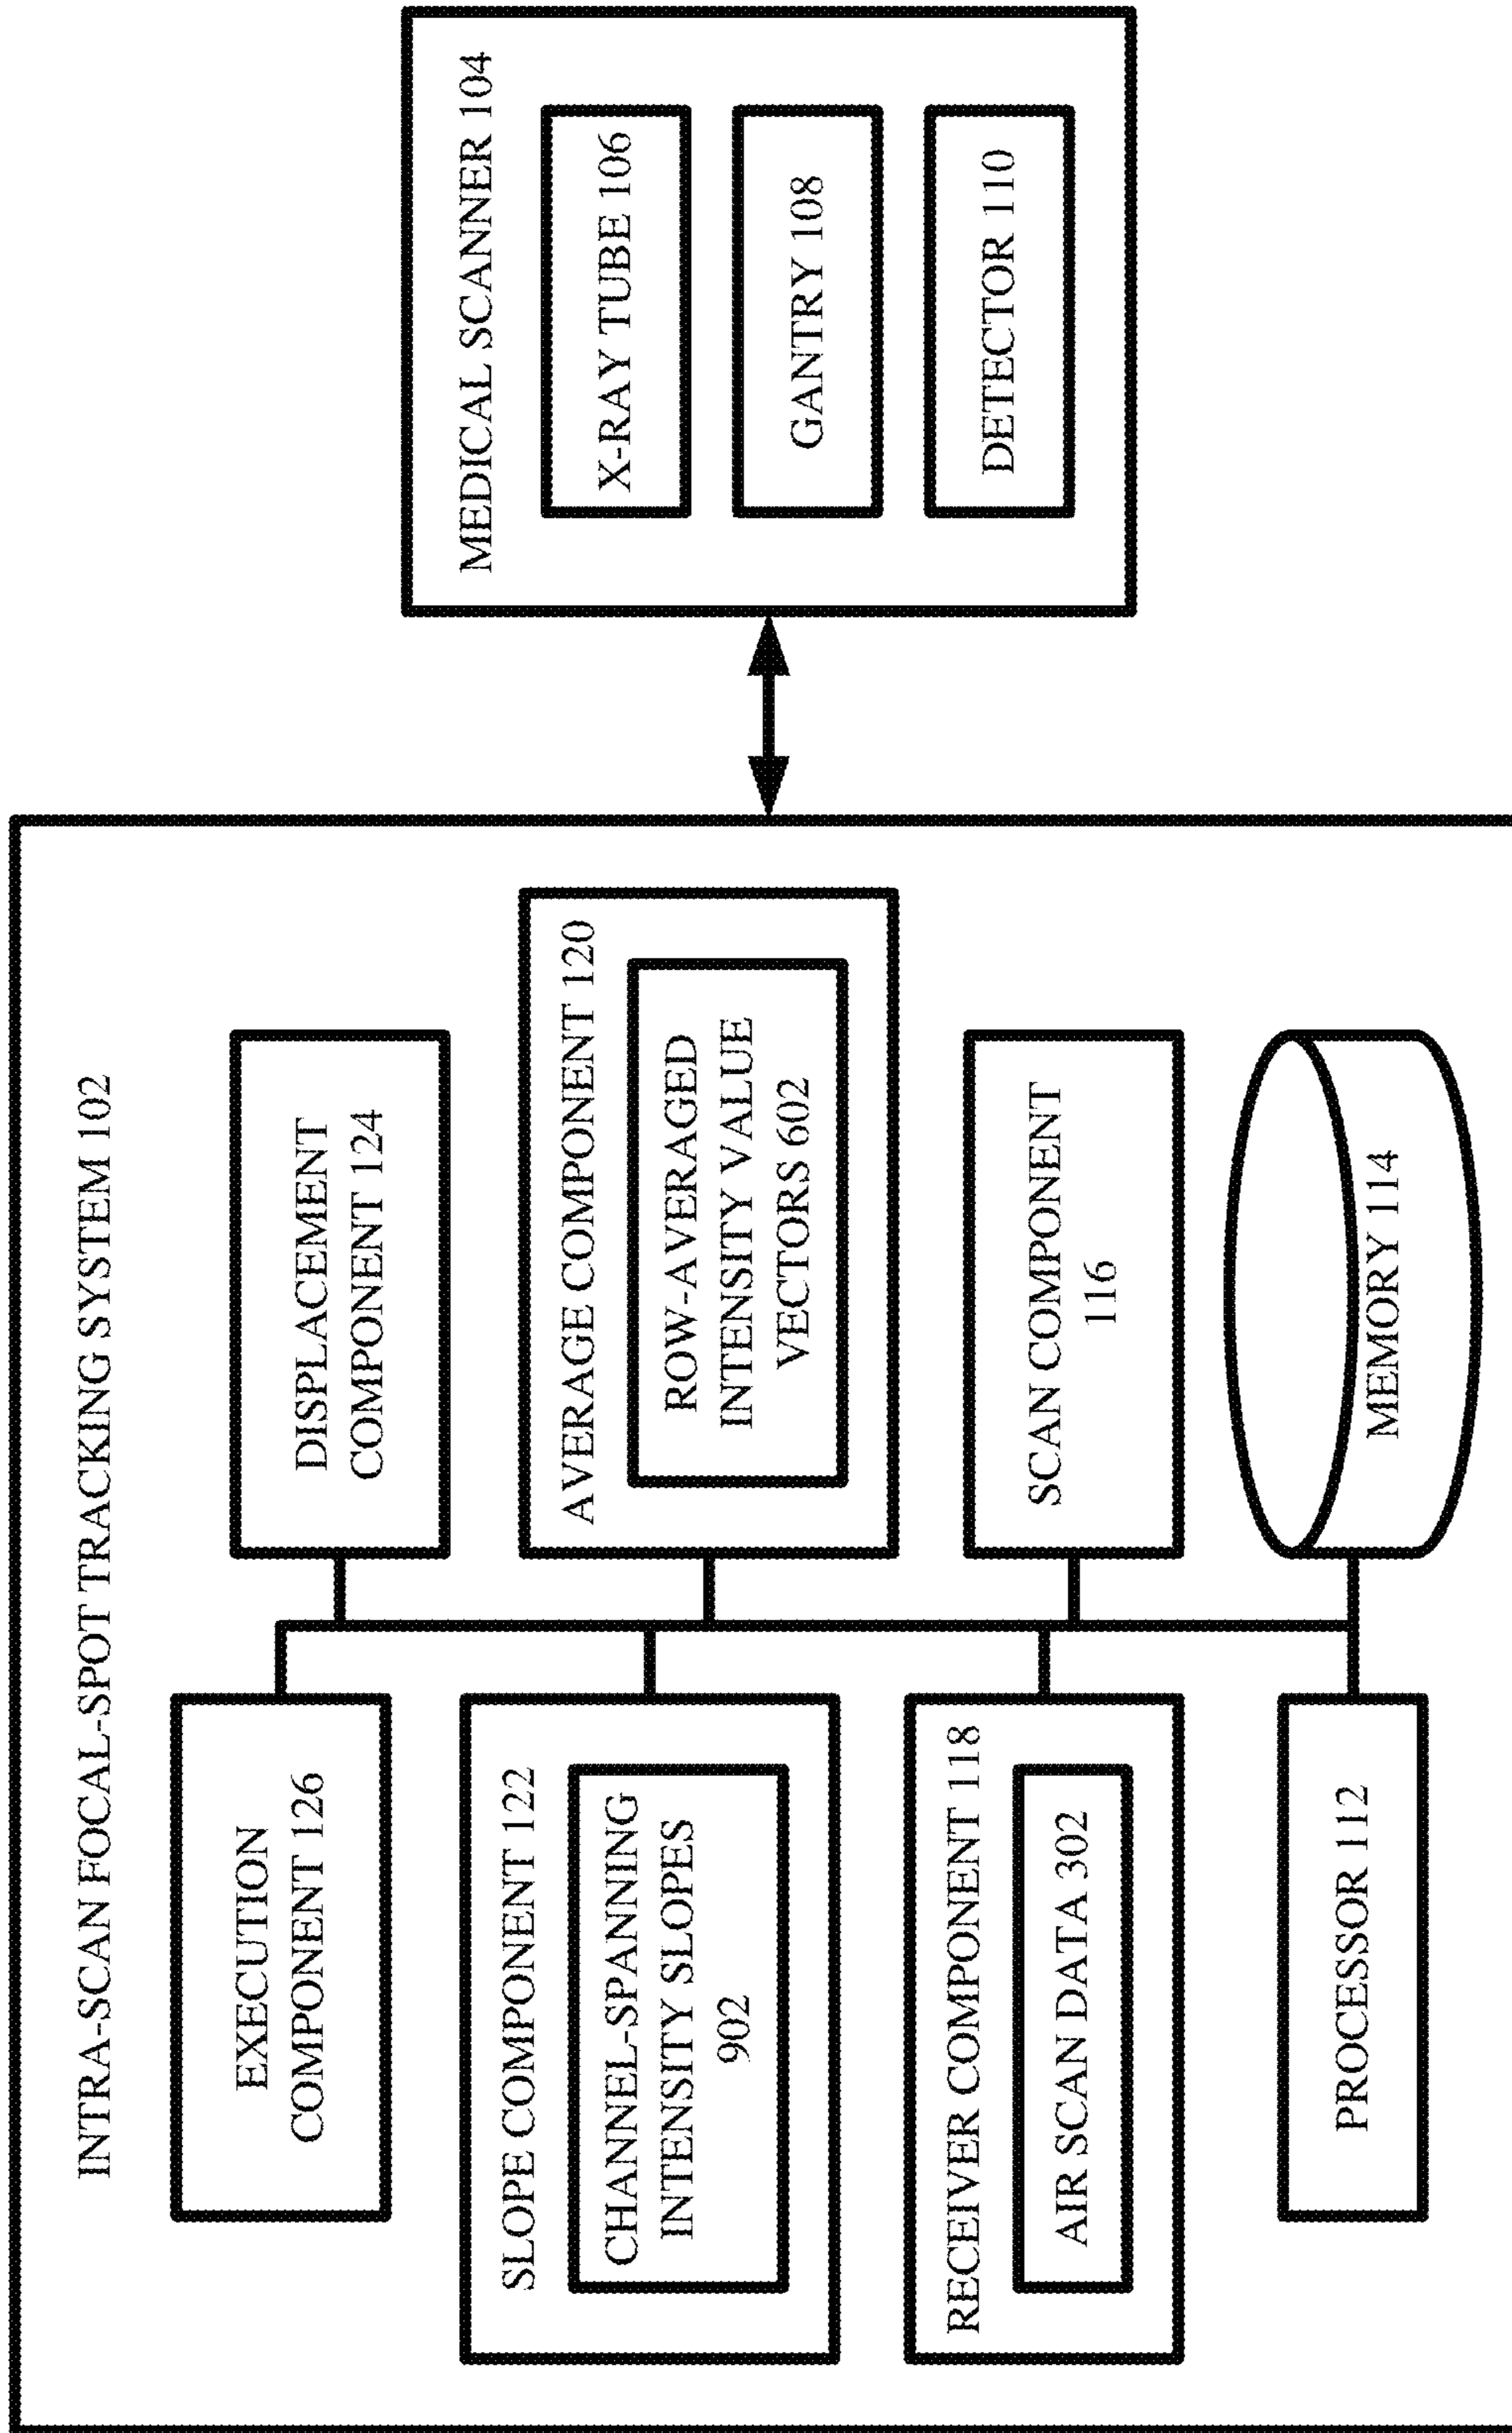 INTRA-SCAN FOCAL-SPOT TRACKING SYSTEM 102
EXECUTION
COMPONENT 126
DISPLACEMENT
COMPONENT 124
SLOPE COMPONENT 122
CHANNEL-SPANNING
INTENSITY SLOPES
902
AVERAGE COMPONENT 120
ROW-AVERAGED
INTENSITY VALUE
VECTORS 602
RECEIVER COMPONENT 118
AIR SCAN DATA 302
SCAN COMPONENT
116
PROCESSOR 112
MEMORY 114
MEDICAL SCANNER 104
X-RAY TUBE 106
GANTRY 108
DETECTOR 110